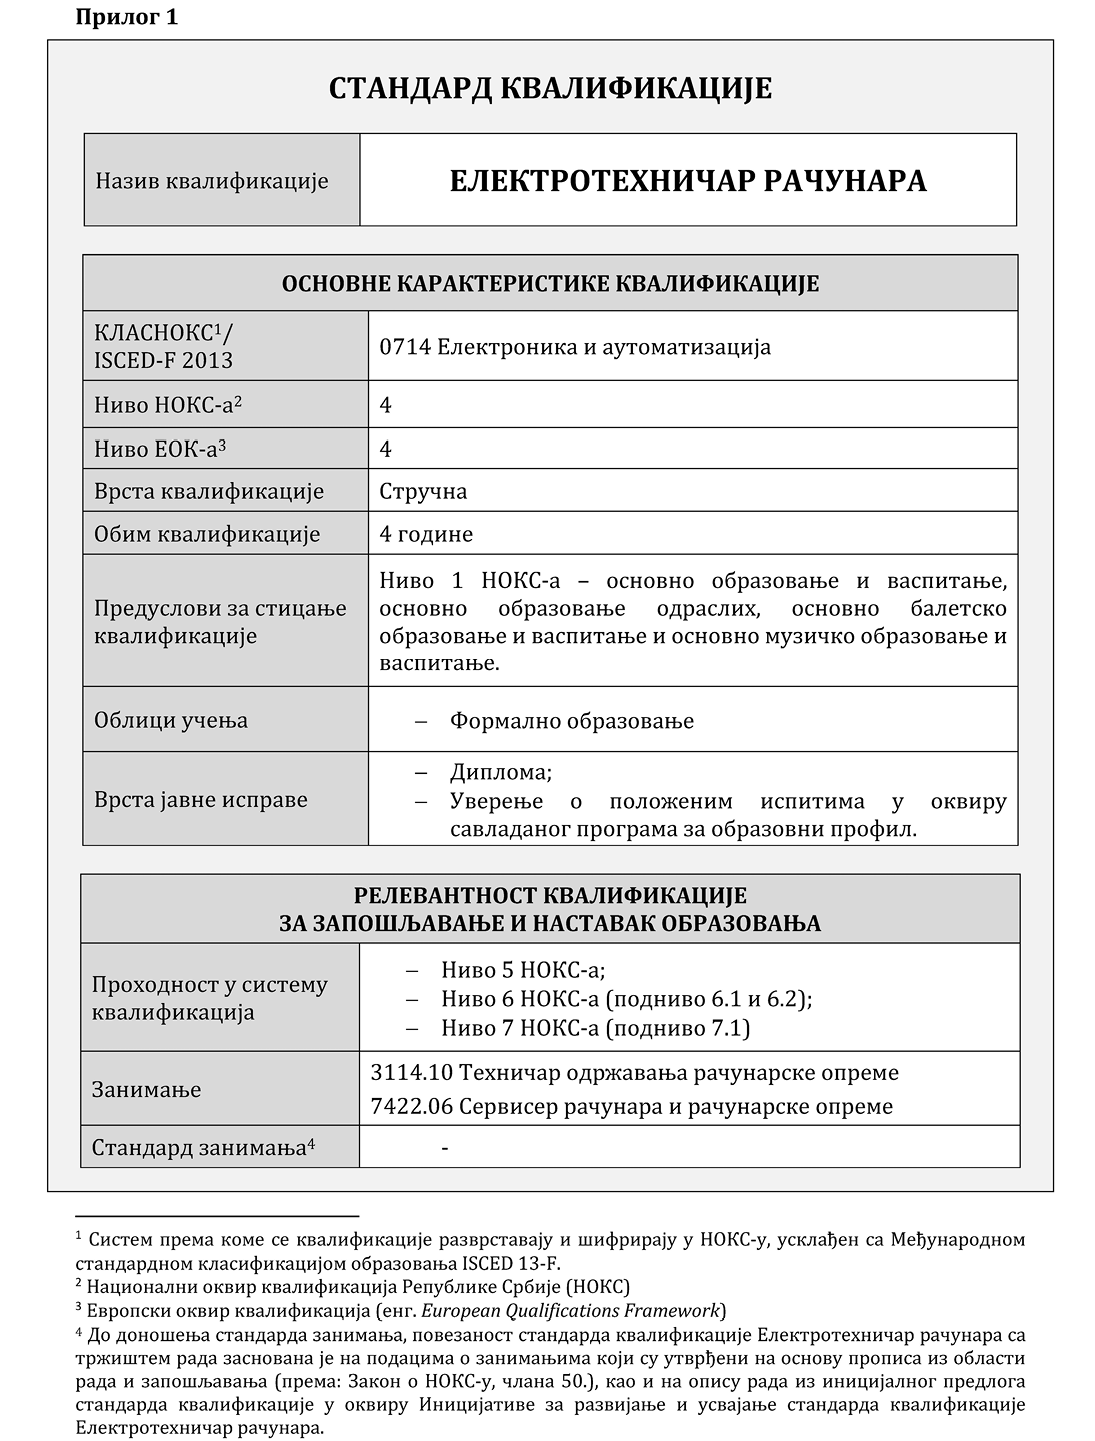 Прилог 1
СТАНДАРД КВАЛИФИКАЦИЈЕ
Назив квалификације
ЕЛЕКТРОТЕХНИЧАР РАЧУНАРА
ОСНОВНЕ КАРАКТЕРИСТИКЕ КВАЛИФИКАЦИЈЕ
КЛАСНОКС¹/
ISCED-F 2013
0714 Електроника и аутоматизација
Ниво НОКС-а²
4
Ниво ЕОК-а³
4
Врста квалификације
Стручна
Обим квалификације
4 године
Предуслови за стицање
квалификације
Ниво 1 НОКС-а – основно образовање и васпитање,
основно образовање одраслих, основно балетско
образовање и васпитање и основно музичко образовање и
васпитање.
Облици учења
– Формално образовање
Врста јавне исправе
– Диплома;
– Уверење о положеним испитима у оквиру
савладаног програма за образовни профил.
РЕЛЕВАНТНОСТ КВАЛИФИКАЦИЈЕ
ЗА ЗАПОШЉАВАЊЕ И НАСТАВАК ОБРАЗОВАЊА
Проходност у систему
квалификација
– Ниво 5 НОКС-а;
– Ниво 6 НОКС-а (подниво 6.1 и 6.2);
– Ниво 7 НОКС-а (подниво 7.1)
Занимање
3114.10 Техничар одржавања рачунарске опреме
7422.06 Сервисер рачунара и рачунарске опреме
Стандард занимања⁴
-
¹ Систем према коме се квалификације разврставају и шифрирају у НОКС-у, усклађен са Међународном
стандардном класификацијом образовања ISCED 13-F.
² Национални оквир квалификација Републике Србије (НОКС)
³ Европски оквир квалификација (енг. European Qualifications Framework)
⁴ До доношења стандарда занимања, повезаност стандарда квалификације Електротехничар рачунара са
тржиштем рада заснована је на подацима о занимањима који су утврђени на основу прописа из области
рада и запошљавања (према: Закон о НОКС-у, члана 50.), као и на опису рада из иницијалног предлога
стандарда квалификације у оквиру Иницијативе за развијање и усвајање стандарда квалификације
Електротехничар рачунара.